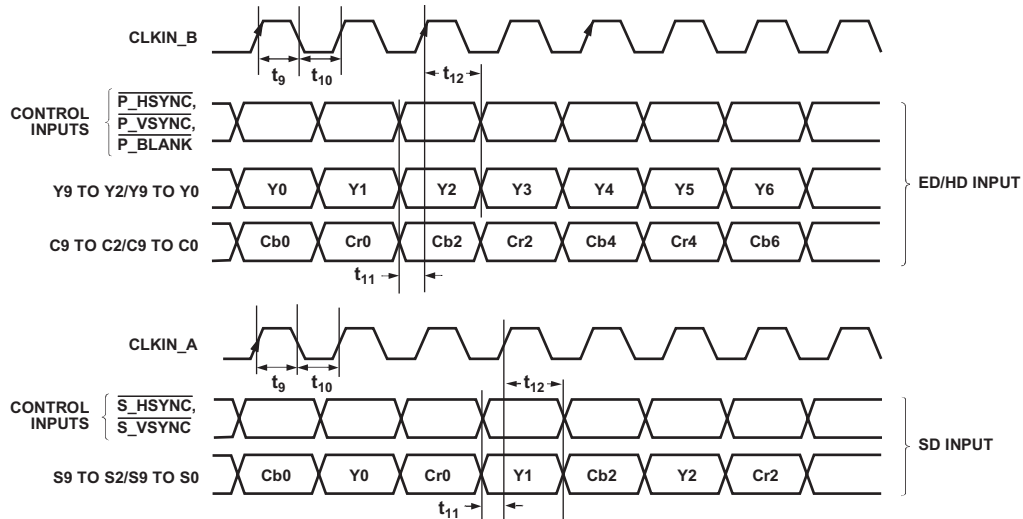 CLKIN_B
t9 t10 t12
CONTROL INPUTS
P_HSYNC,
P_VSYNC,
P_BLANK
Y9 TO Y2/Y9 TO Y0 Y0 Y1 Y2 Y3 Y4 Y5 Y6
ED/HD INPUT
C9 TO C2/C9 TO C0 Cb0 Cr0 Cb2 Cr2 Cb4 Cr4 Cb6
t11
CLKIN_A
t9 t10 t12
CONTROL INPUTS
S_HSYNC,
S_VSYNC
SD INPUT
S9 TO S2/S9 TO S0 Cb0 Y0 Cr0 Y1 Cb2 Y2 Cr2
t11